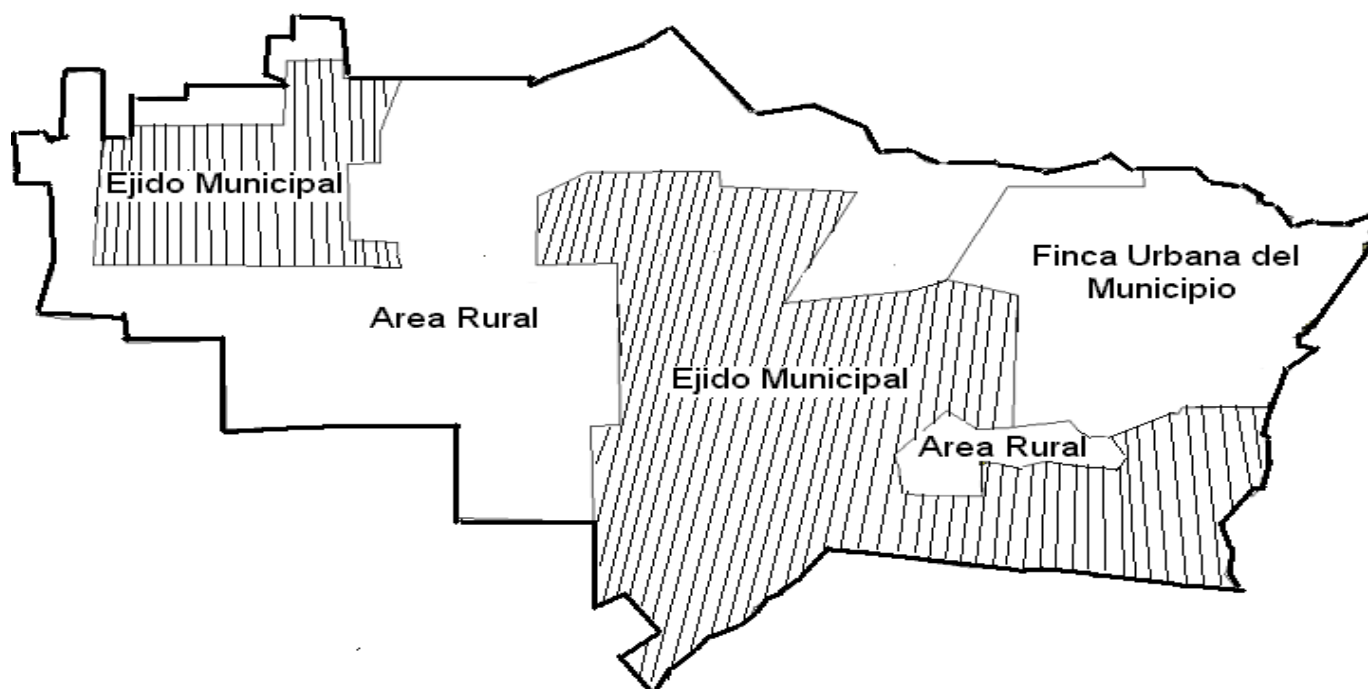 Ejido Municipal
Finca Urbana del
Municipio
Area Rural
Ejido Municipal
Area Rural